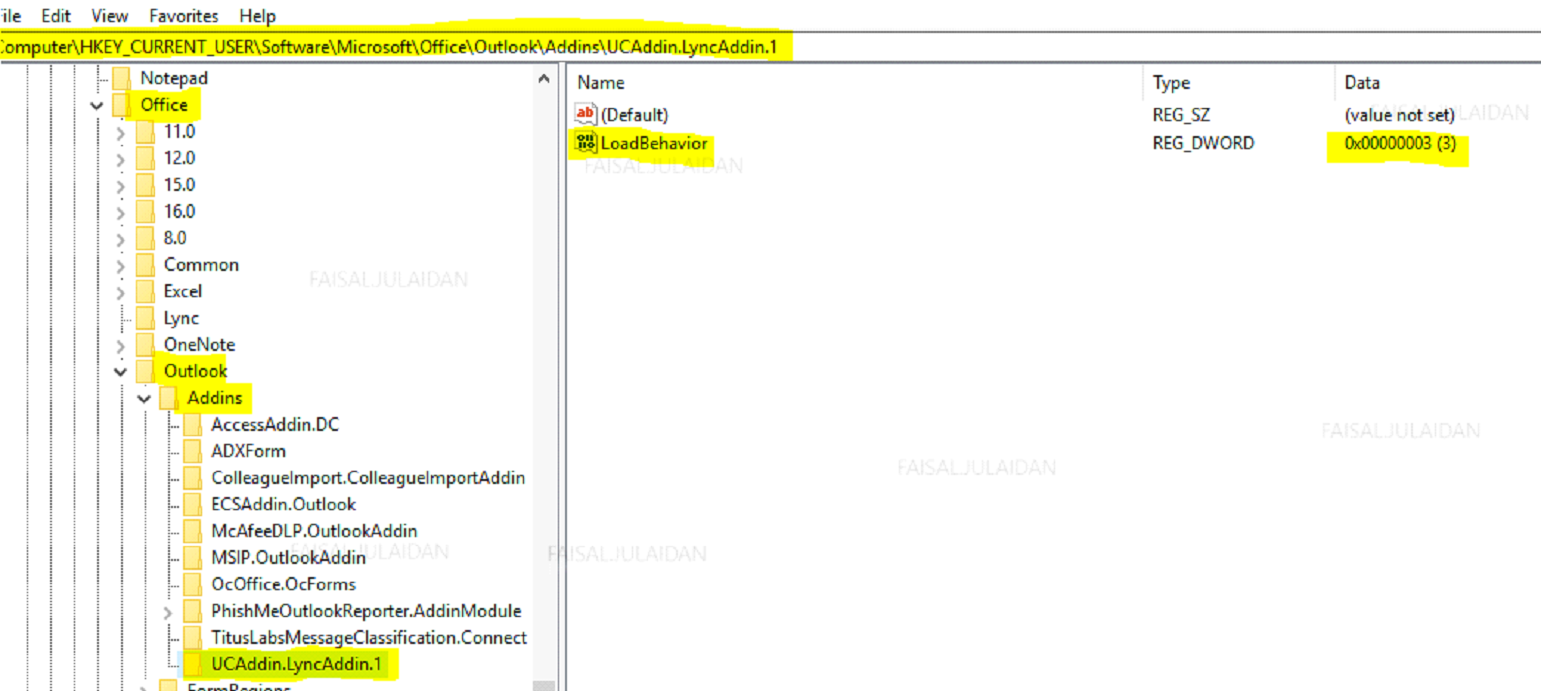 ile Edit View Favorites Help
Computer\HKEY_CURRENT_USER\Software\Microsoft\Office\Outlook\Addins\UCAddin.LyncAddin.1
Notepad
Office
11.0
12.0
15.0
16.0
8.0
Common
Excel
Lync
OneNote
Outlook
Addins
AccessAddin.DC
ADXForm
ColleagueImport.ColleagueImportAddin
ECSAddin.Outlook
McAfeeDLP.OutlookAddin
MSIP.OutlookAddin
OcOffice.OcForms
PhishMeOutlookReporter.AddinModule
TitusLabsMessageClassification.Connect
UCAddin.LyncAddin.1
FormRegions
Name Type Data
ab (Default) REG_SZ (value not set)
LoadBehavior REG_DWORD 0x00000003 (3)
FAISALJULAIDAN
FAISALJULAIDAN
FAISALJULAIDAN
FAISALJULAIDAN
FAISALJULAIDAN
FAISALJULAIDAN
FAISALJULAIDAN